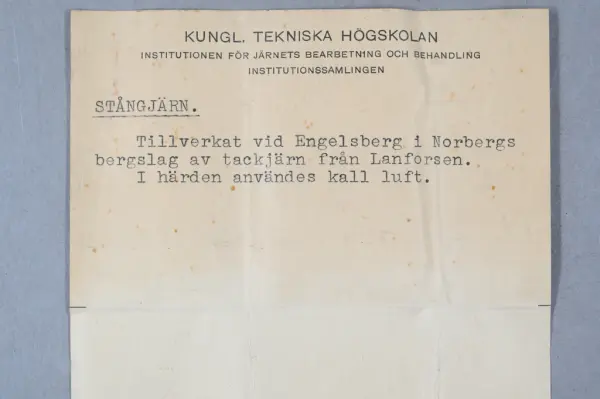 KUNGL. TEKNISKA HÖGSKOLAN
INSTITUTIONEN FÖR JÄRNETS BEARBETNING OCH BEHANDLING
INSTITUTIONSSAMLINGEN
STÅNGJÄRN.
Tillverkat vid Engelsberg i Norbergs
bergslag av tackjärn från Lanforsen.
I härden användes kall luft.